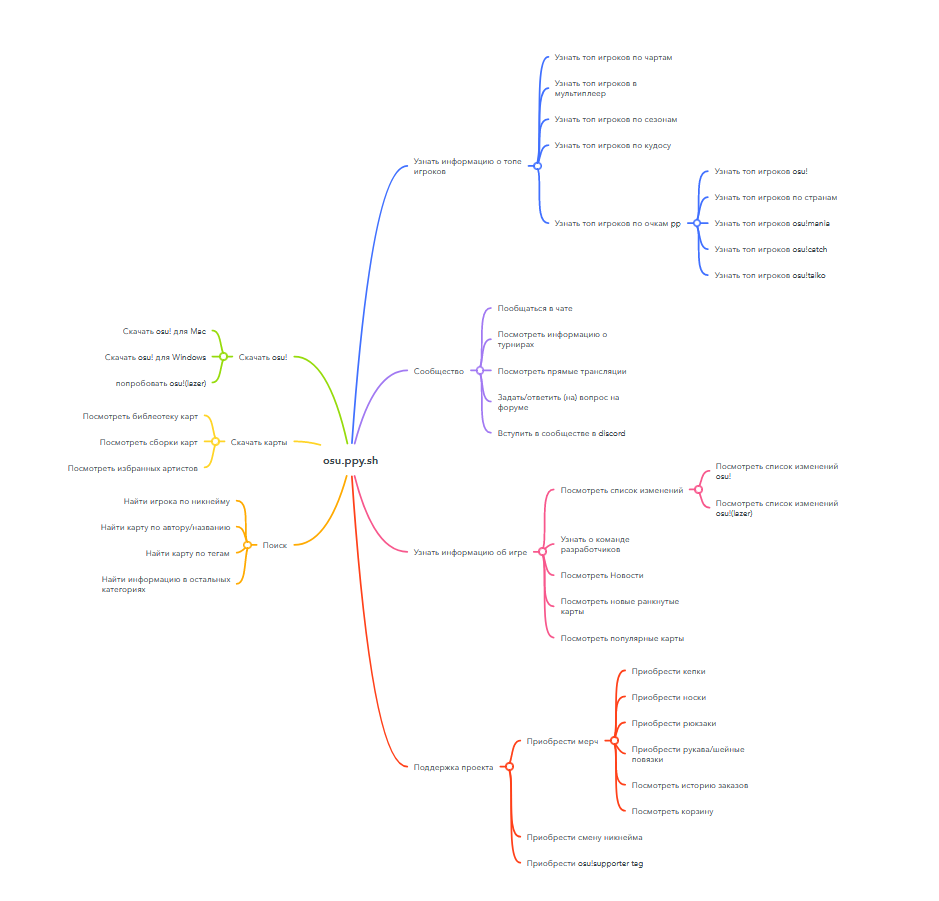 Узнать топ игроков по чартам
Узнать топ игроков в
мультиплеер
Узнать топ игроков по сезонам
Узнать топ игроков по кудосу
Узнать информацию о топе
игроков
Узнать топ игроков по очкам pp
Узнать топ игроков osu!
Узнать топ игроков по странам
Узнать топ игроков osu!mania
Узнать топ игроков osu!catch
Узнать топ игроков osu!taiko
Пообщаться в чате
Посмотреть информацию о
турнирах
Сообщество
Посмотреть прямые трансляции
Задать/ответить (на) вопрос на
форуме
Вступить в сообществе в discord
Скачать osu! для Mac
Скачать osu! для Windows
Скачать osu!
попробовать osu!(lazer)
Посмотреть библеотеку карт
Посмотреть сборки карт
Скачать карты
Посмотреть избранных артистов
osu.ppy.sh
Найти игрока по никнейму
Найти карту по автору/названию
Поиск
Найти карту по тегам
Найти информацию в остальных
категориях
Узнать информацию об игре
Посмотреть список изменений
Посмотреть список изменений
osu!
Посмотреть список изменений
osu!(lazer)
Узнать о команде
разработчиков
Посмотреть Новости
Посмотреть новые ранкнутые
карты
Посмотреть популярные карты
Поддержка проекта
Приобрести мерч
Приобрести кепки
Приобрести носки
Приобрести рюкзаки
Приобрести рукава/шейные
повязки
Посмотреть историю заказов
Посмотреть корзину
Приобрести смену никнейма
Приобрести osu!supporter tag